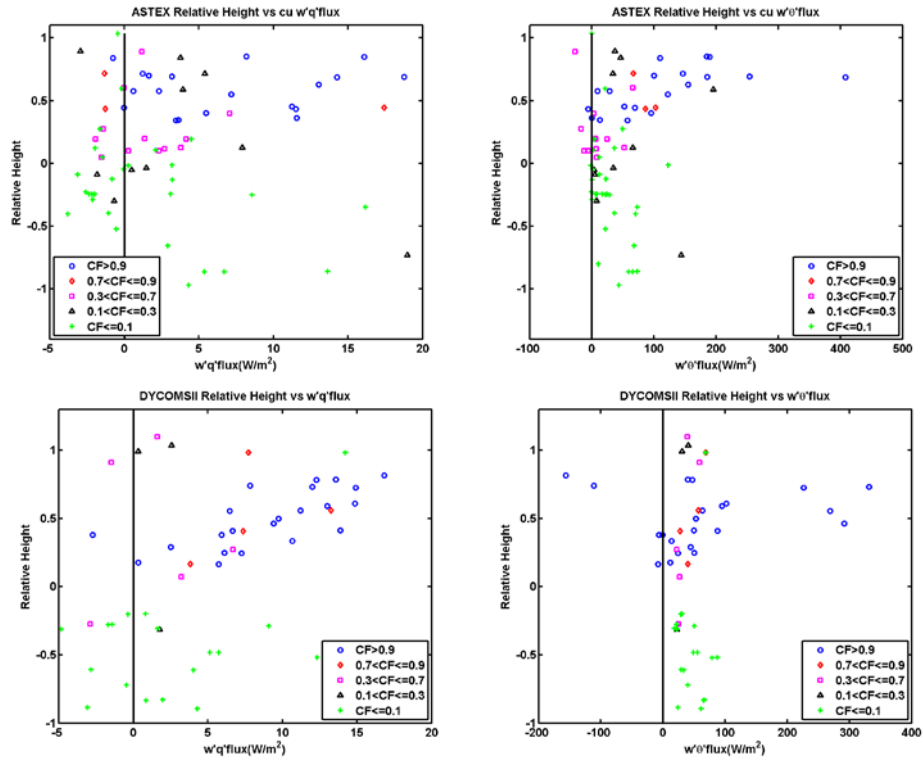 ASTEX Relative Height vs cu w'q'flux
Relative Height
1
0.5
0
-0.5
-1
CF>0.9
0.7<CF<=0.9
0.3<CF<=0.7
0.1<CF<=0.3
CF<=0.1
-5 0 5 10 15 20
w'q'flux(W/m²)
ASTEX Relative Height vs cu w'θ'flux
Relative Height
1
0.5
0
-0.5
-1
CF>0.9
0.7<CF<=0.9
0.3<CF<=0.7
0.1<CF<=0.3
CF<=0.1
-100 0 100 200 300 400 500
w'θ'flux(W/m²)
DYCOMSII Relative Height vs w'q'flux
Relative Height
1
0.5
0
-0.5
-1
CF>0.9
0.7<CF<=0.9
0.3<CF<=0.7
0.1<CF<=0.3
CF<=0.1
-5 0 5 10 15 20
w'q'flux(W/m²)
DYCOMSII Relative Height vs w'θ'flux
Relative Height
1
0.5
0
-0.5
-1
CF>0.9
0.7<CF<=0.9
0.3<CF<=0.7
0.1<CF<=0.3
CF<=0.1
-200 -100 0 100 200 300 400
w'θ'flux(W/m²)